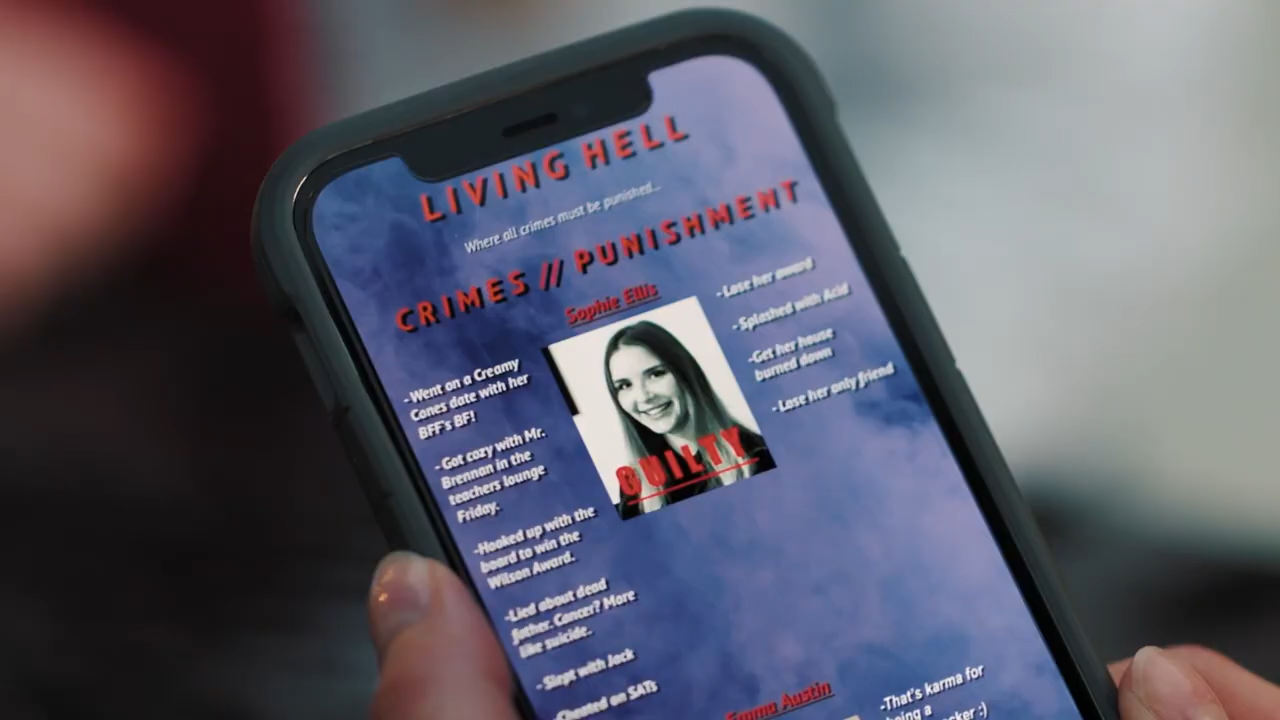 LIVING HELL
Where all crimes must be punished...
CRIMES // PUNISHMENT
Sophie Ellis
-Went on a Creamy
Cones date with her
BFF's BF!
-Got cozy with Mr.
Brennan in the
teachers lounge
Friday.
-Hooked up with the
board to win the
Wilson Award.
-Lied about dead
father. Cancer? More
like suicide.
-Slept with Jack
-Cheated on SATs
GUILTY
- Lose her award
- Splashed with Acid
-Get her house
burned down
- Lose her only friend
Emma Austin
-That's karma for
being a
:)